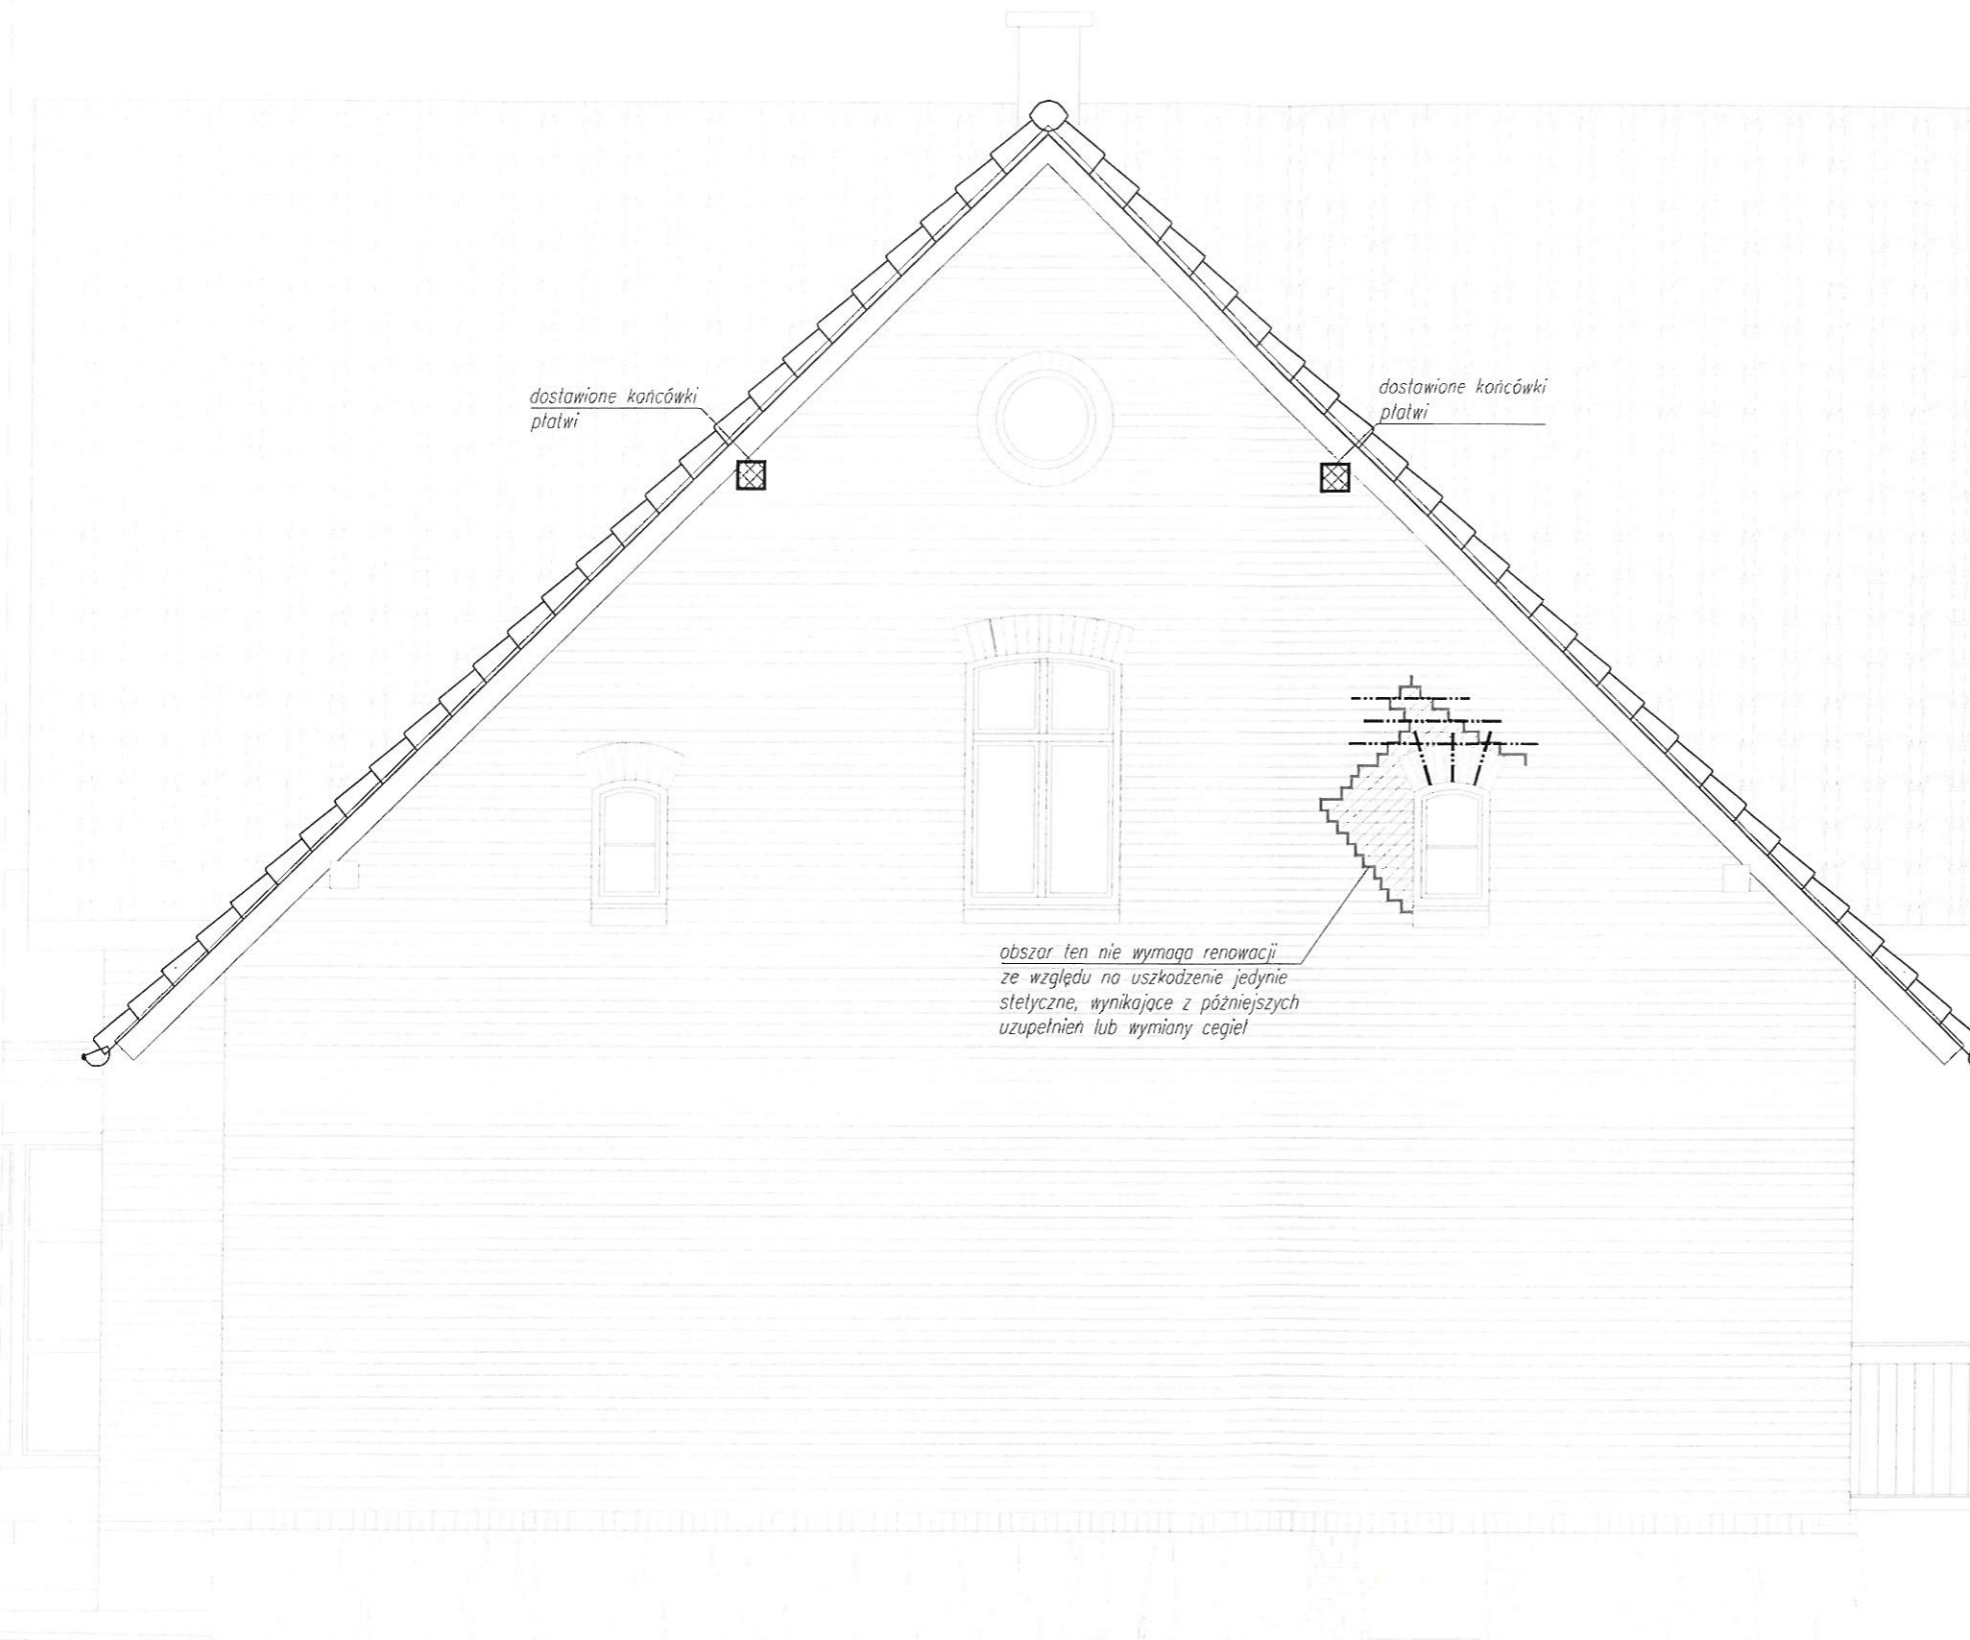 dostawione końcówki
płatwi
dostawione końcówki
płatwi
obszar ten nie wymaga renowacji
ze względu na uszkodzenie jedynie
stetyczne, wynikające z późniejszych
uzupełnień lub wymiany cegieł